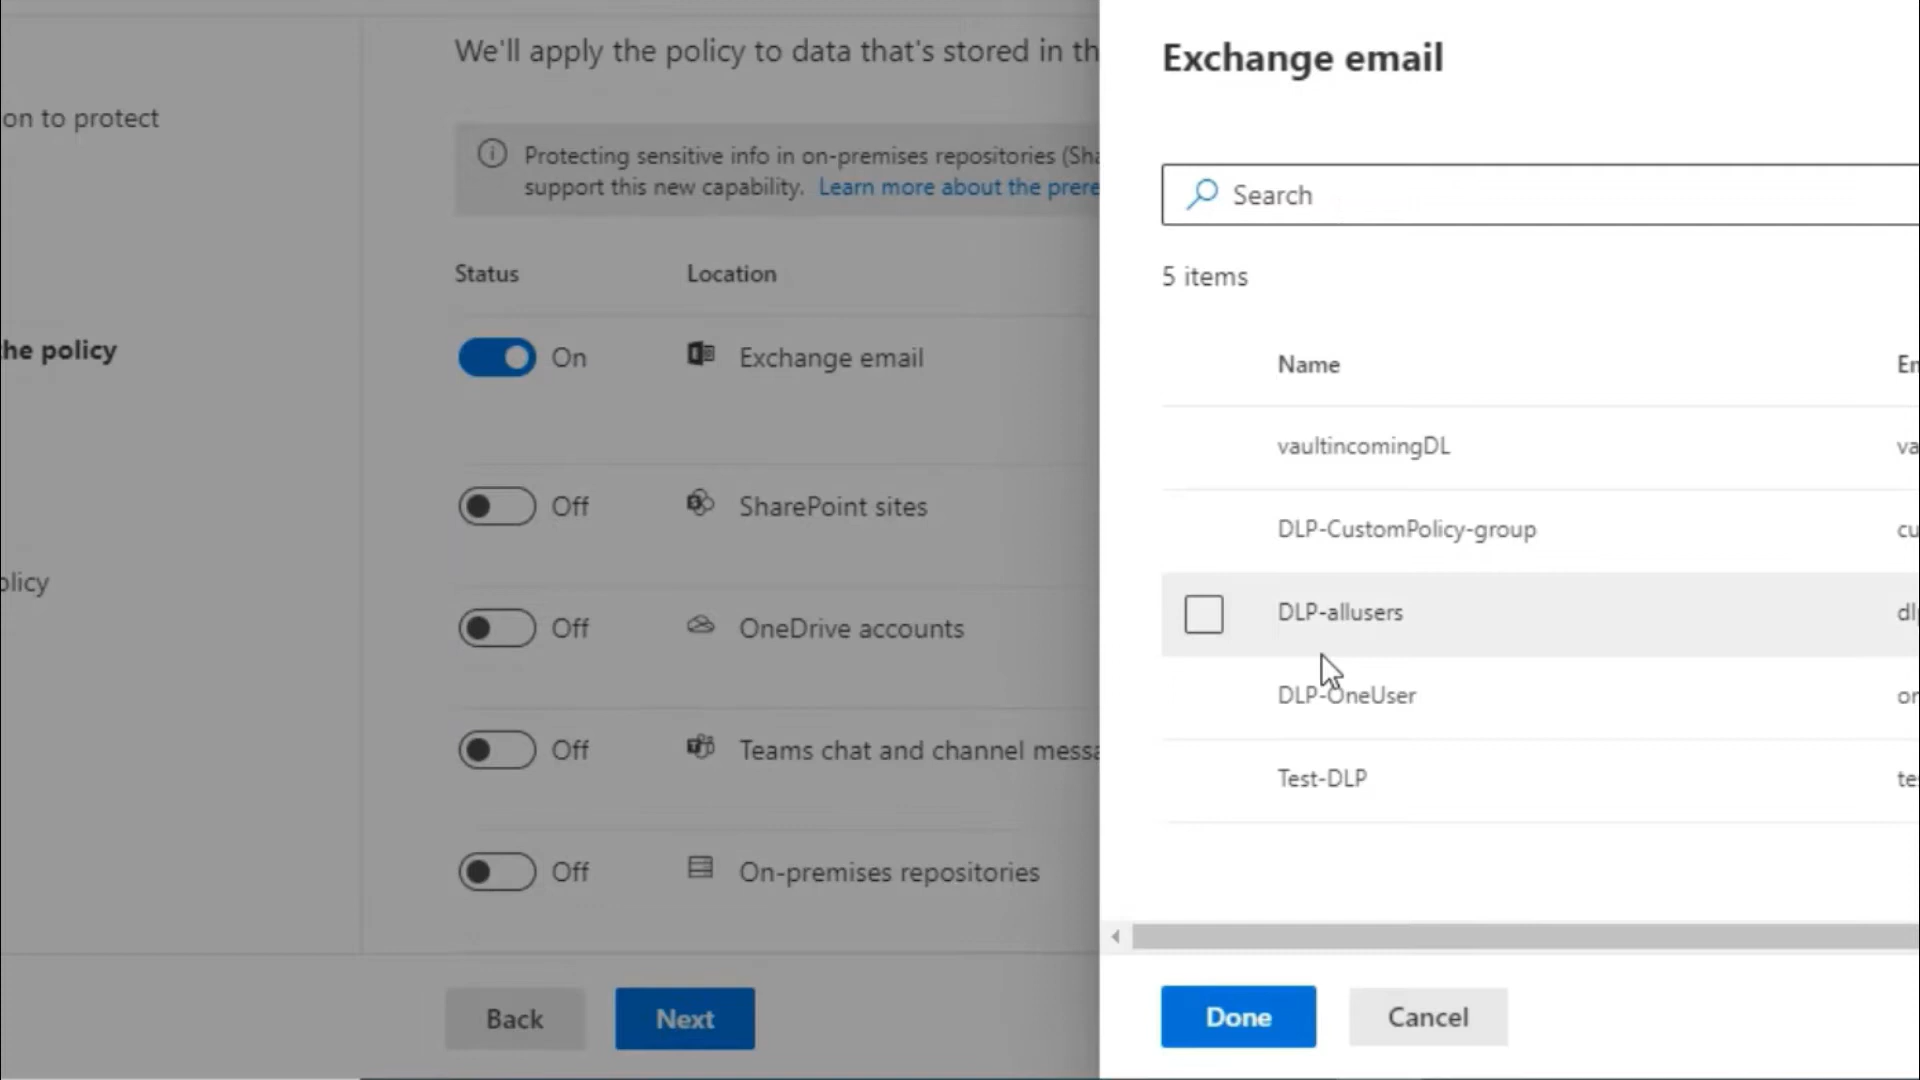 We'll apply the policy to data that's stored in th
on to protect
Protecting sensitive info in on-premises repositories (Sha
support this new capability. Learn more about the prere
Status Location
On Exchange email
he policy
Off SharePoint sites
Off OneDrive accounts
olicy
Off Teams chat and channel messa
Off On-premises repositories
Back Next
Exchange email
Search
5 items
Name Em
vaultincomingDL va
DLP-CustomPolicy-group cu
DLP-allusers dl
DLP-OneUser on
Test-DLP te
Done Cancel